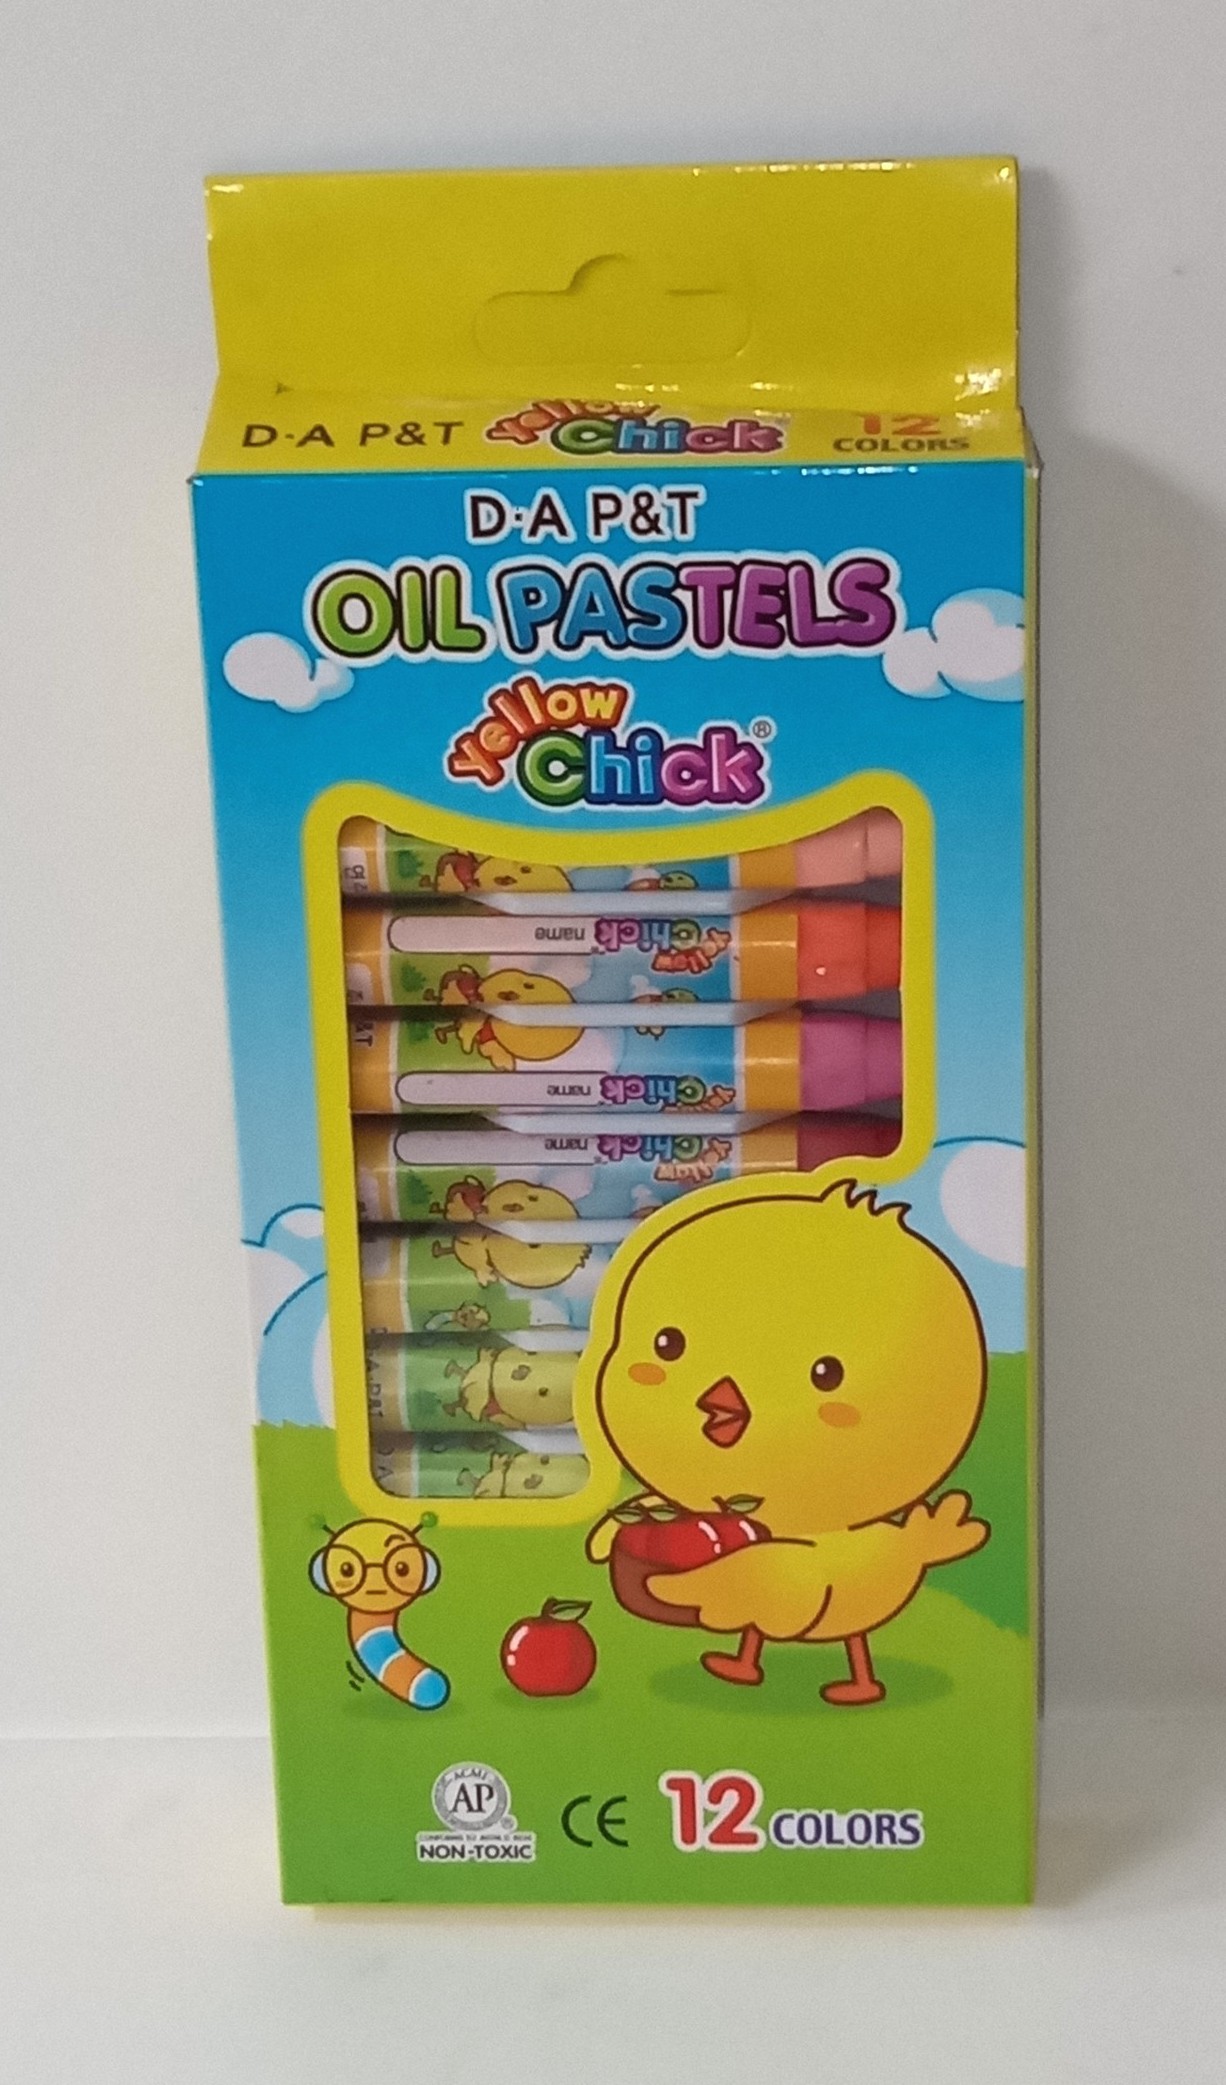 D·A P&T Yellow Chick 12 COLORS
D·A P&T
OIL PASTELS
Yellow Chick®
name Yellow Chick
name Yellow Chick
name Yellow Chick
D·A P&T
ACMI
AP
NON-TOXIC
CE
12 COLORS